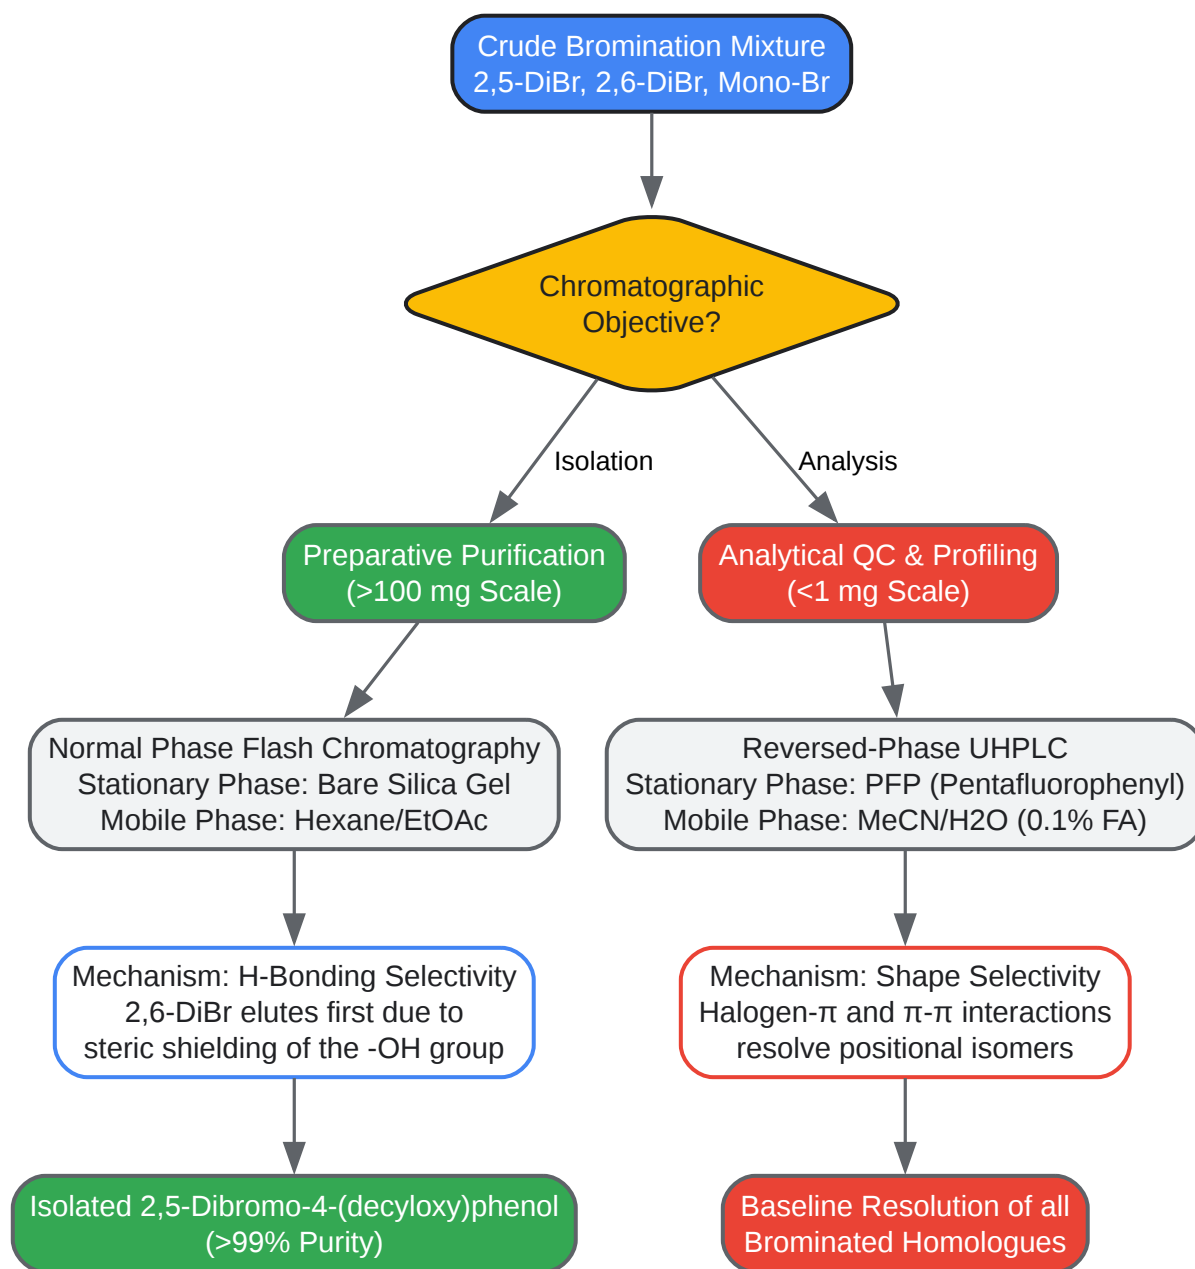 Crude Bromination Mixture
2,5-DiBr, 2,6-DiBr, Mono-Br
Chromatographic
Objective?
Isolation
Analysis
Preparative Purification
(>100 mg Scale)
Analytical QC & Profiling
(<1 mg Scale)
Normal Phase Flash Chromatography
Stationary Phase: Bare Silica Gel
Mobile Phase: Hexane/EtOAc
Reversed-Phase UHPLC
Stationary Phase: PFP (Pentafluorophenyl)
Mobile Phase: MeCN/H2O (0.1% FA)
Mechanism: H-Bonding Selectivity
2,6-DiBr elutes first due to
steric shielding of the -OH group
Mechanism: Shape Selectivity
Halogen-π and π-π interactions
resolve positional isomers
Isolated 2,5-Dibromo-4-(decyloxy)phenol
(>99% Purity)
Baseline Resolution of all
Brominated Homologues